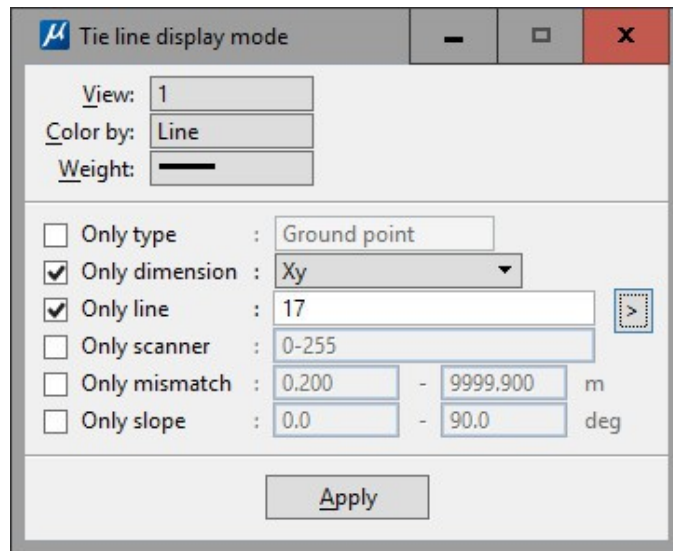 Tie line display mode
View: 1
Color by: Line
Weight:
Only type : Ground point
Only dimension : Xy
Only line : 17 >
Only scanner : 0-255
Only mismatch : 0.200 - 9999.900 m
Only slope : 0.0 - 90.0 deg
Apply